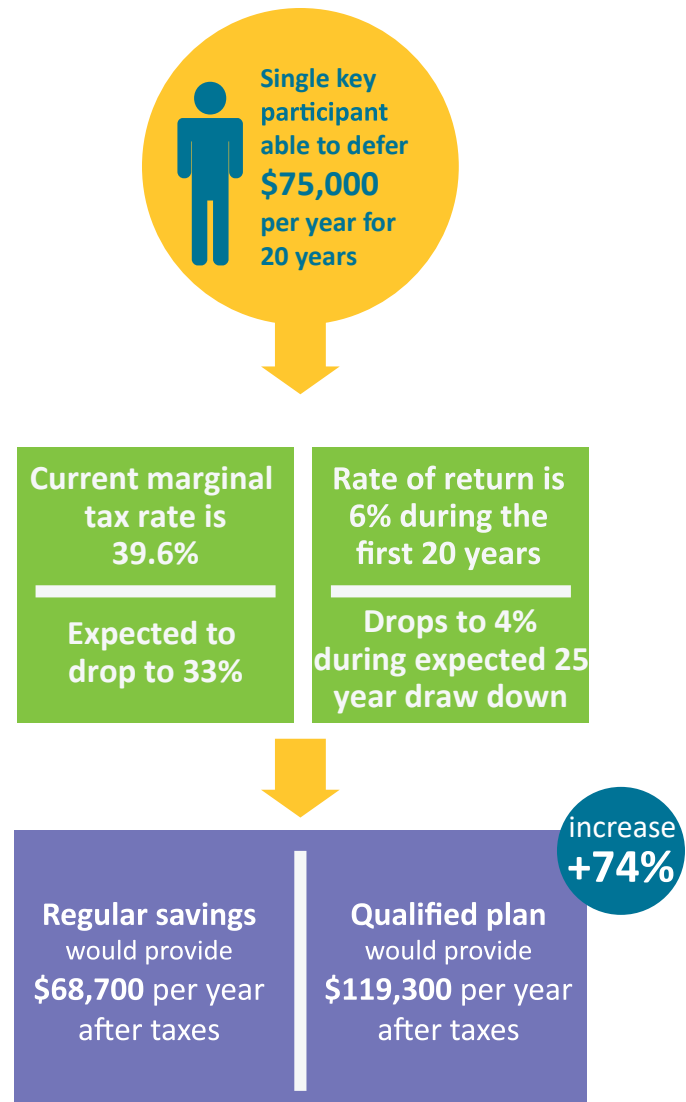 Single key
participant
able to defer
$75,000
per year for
20 years
Current marginal
tax rate is
39.6%
Expected to
drop to 33%
Rate of return is
6% during the
first 20 years
Drops to 4%
during expected 25
year draw down
increase
+74%
Regular savings
would provide
$68,700 per year
after taxes
Qualified plan
would provide
$119,300 per year
after taxes